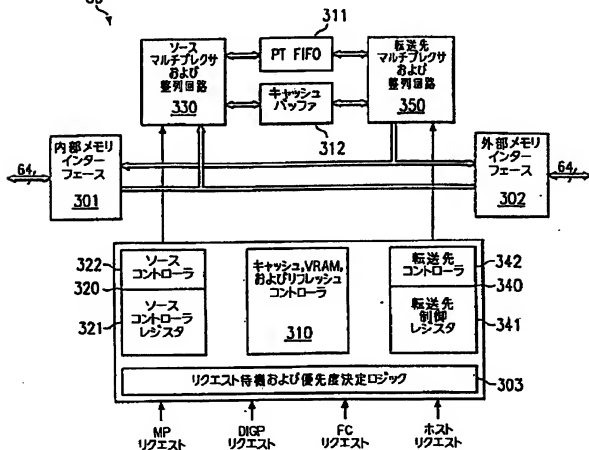 311
ソース
マルチプレクサ
および
整列回路
330
PT FIFO
転送先
マルチプレクサ
および
整列回路
350
キャッシュ
バッファ
312
内部メモリ
インター
フェース
301
64
外部メモリ
インター
フェース
302
64
322
320
321
ソース
コントローラ
ソース
コントローラ
レジスタ
キャッシュ,VRAM,
およびリフレッシュ
コントローラ
310
転送先
コントローラ
転送先
制御
レジスタ
342
340
341
リクエスト待機および優先度決定ロジック
303
MP
リクエスト
DIGP
リクエスト
FC
リクエスト
ホスト
リクエスト